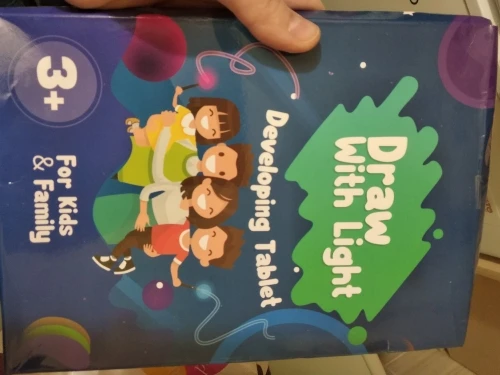 Draw
With Light
Developing Tablet
3+
For Kids
& Family